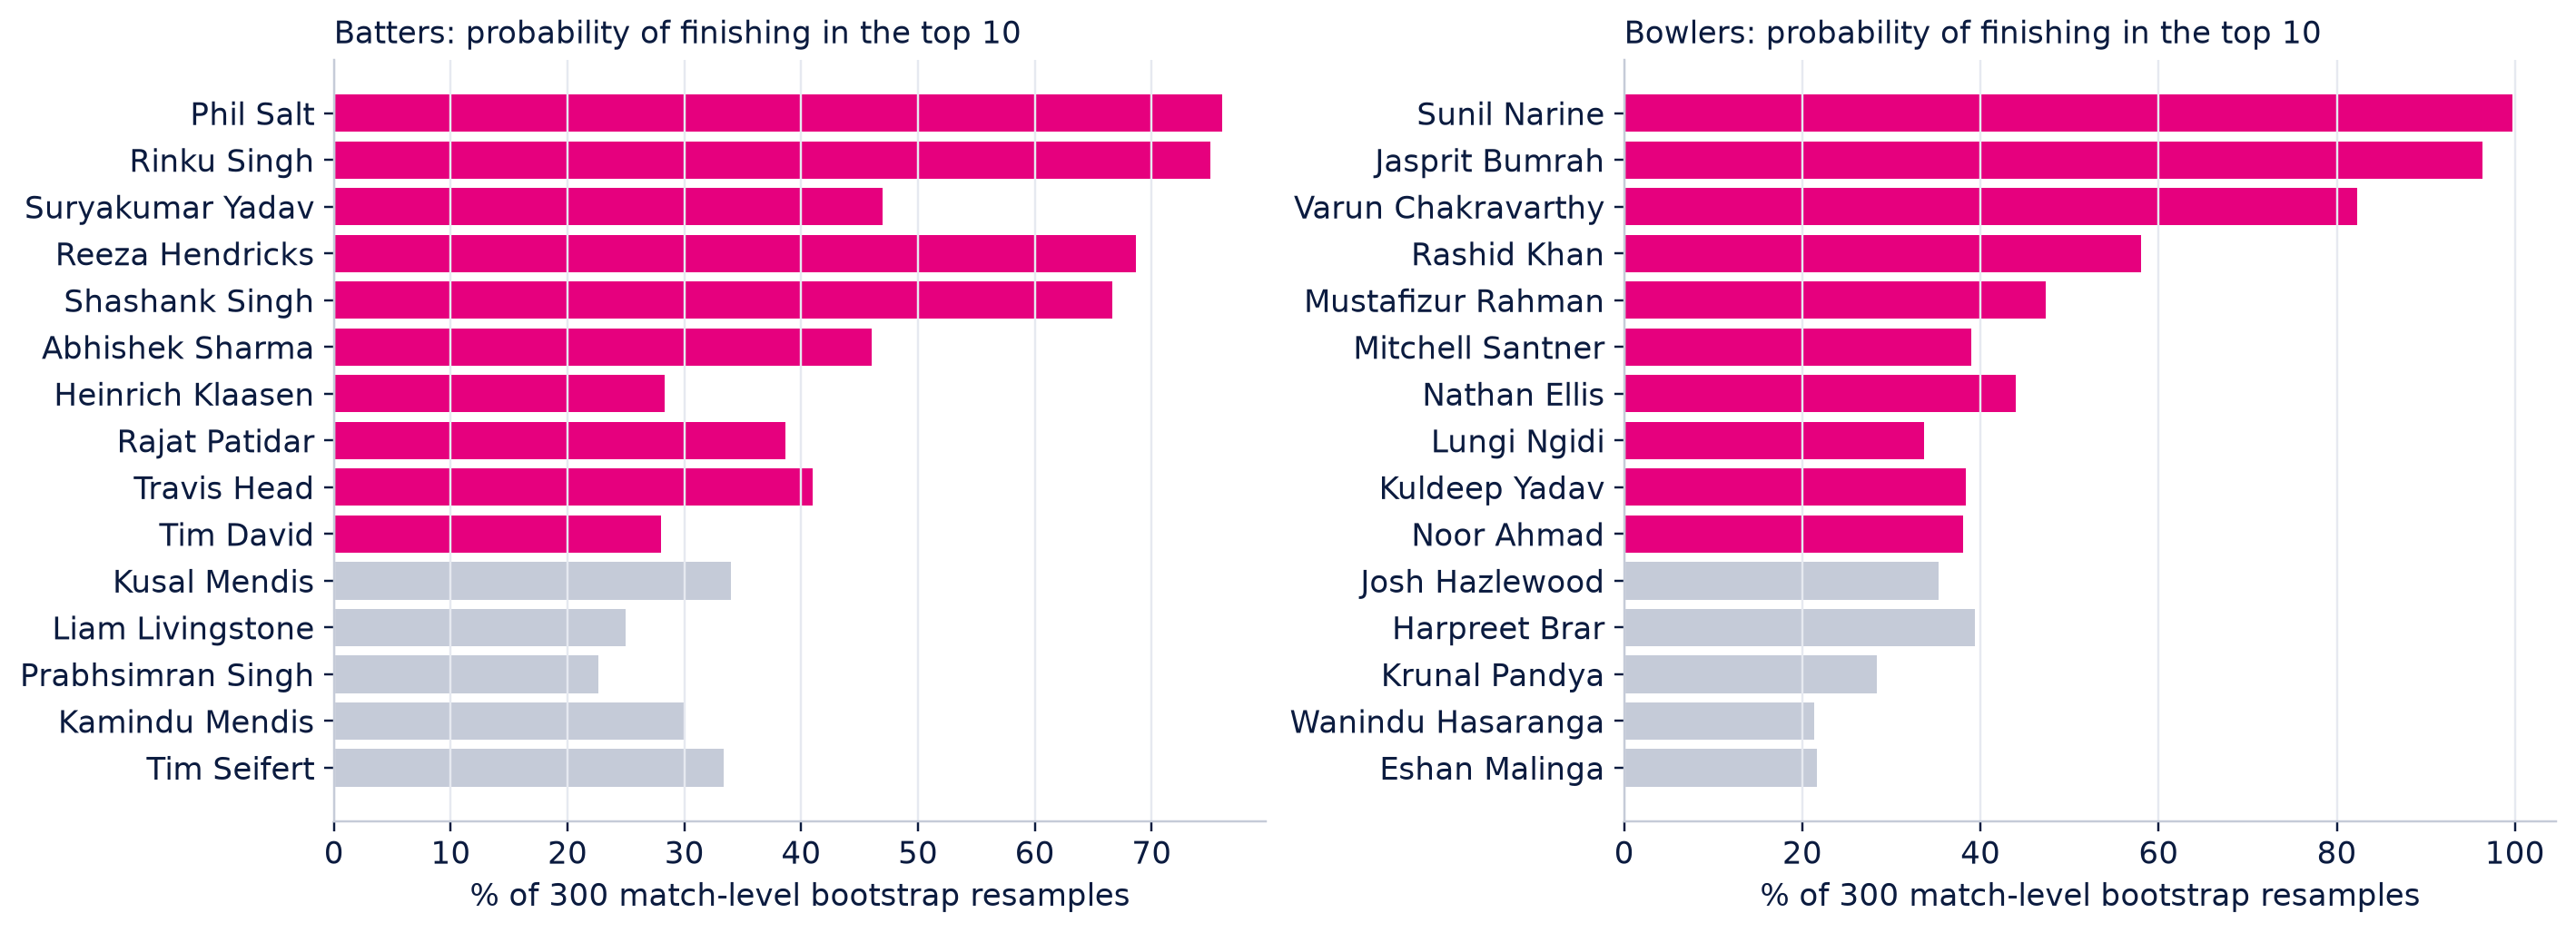 Batters: probability of finishing in the top 10
Phil Salt
Rinku Singh
Suryakumar Yadav
Reeza Hendricks
Shashank Singh
Abhishek Sharma
Heinrich Klaasen
Rajat Patidar
Travis Head
Tim David
Kusal Mendis
Liam Livingstone
Prabhsimran Singh
Kamindu Mendis
Tim Seifert
0 10 20 30 40 50 60 70
% of 300 match-level bootstrap resamples
Bowlers: probability of finishing in the top 10
Sunil Narine
Jasprit Bumrah
Varun Chakravarthy
Rashid Khan
Mustafizur Rahman
Mitchell Santner
Nathan Ellis
Lungi Ngidi
Kuldeep Yadav
Noor Ahmad
Josh Hazlewood
Harpreet Brar
Krunal Pandya
Wanindu Hasaranga
Eshan Malinga
0 20 40 60 80 100
% of 300 match-level bootstrap resamples